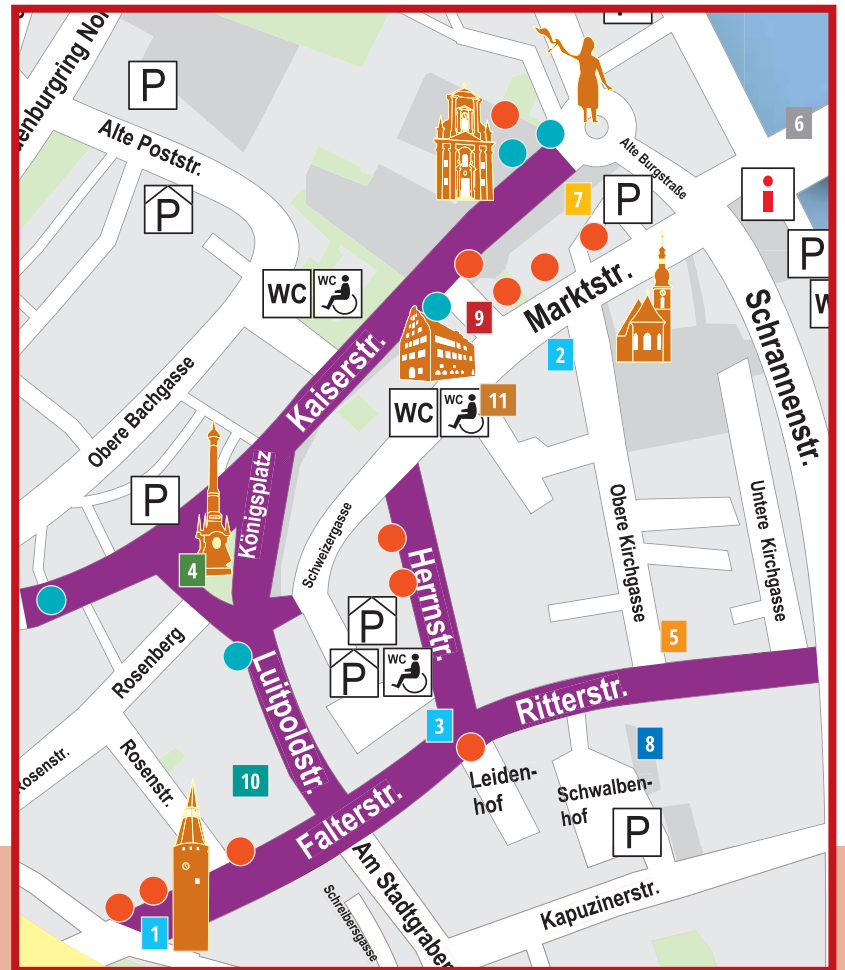 denburgring Nor
P
Alte Poststr.
P
6
Alte Burgstraße
7
P
i
P
W
WC
WC
Marktstr.
9
2
Kaiserstr.
Schrannenstr.
Obere Bachgasse
WC
WC
11
Königsplatz
P
Schweizergasse
Obere Kirchgasse
Untere Kirchgasse
4
Herrnstr.
P
P
WC
5
Rosenberg
Luitpoldstr.
Ritterstr.
3
8
Rosenstr.
Rosenstr.
10
Leiden-
hof
Schwalben-
hof
P
Falterstr.
Am Stadtgraben
Schreibersgasse
Kapuzinerstr.
1